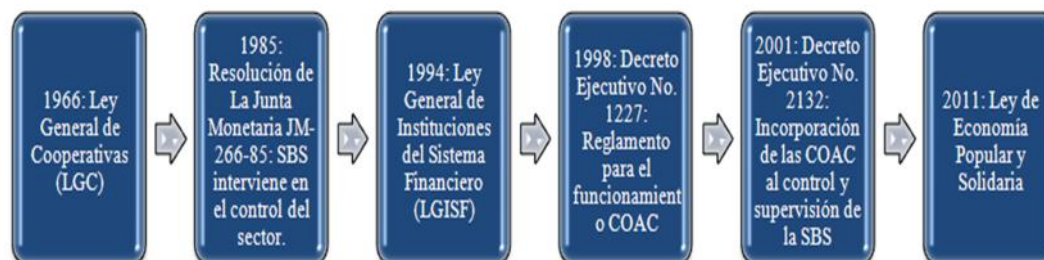 1966: Ley
General de
Cooperativas
(LGC)
1985:
Resolución de
La Junta
Monetaria JM-
266-85: SBS
interviene en
el control del
sector.
1994: Ley
General de
Instituciones
del Sistema
Financiero
(LGISF)
1998: Decreto
Ejecutivo No.
1227:
Reglamento
para el
funcionamient
o COAC
2001: Decreto
Ejecutivo No.
2132:
Incorporación
de las COAC
al control y
supervisión de
la SBS
2011: Ley de
Economía
Popular y
Solidaria